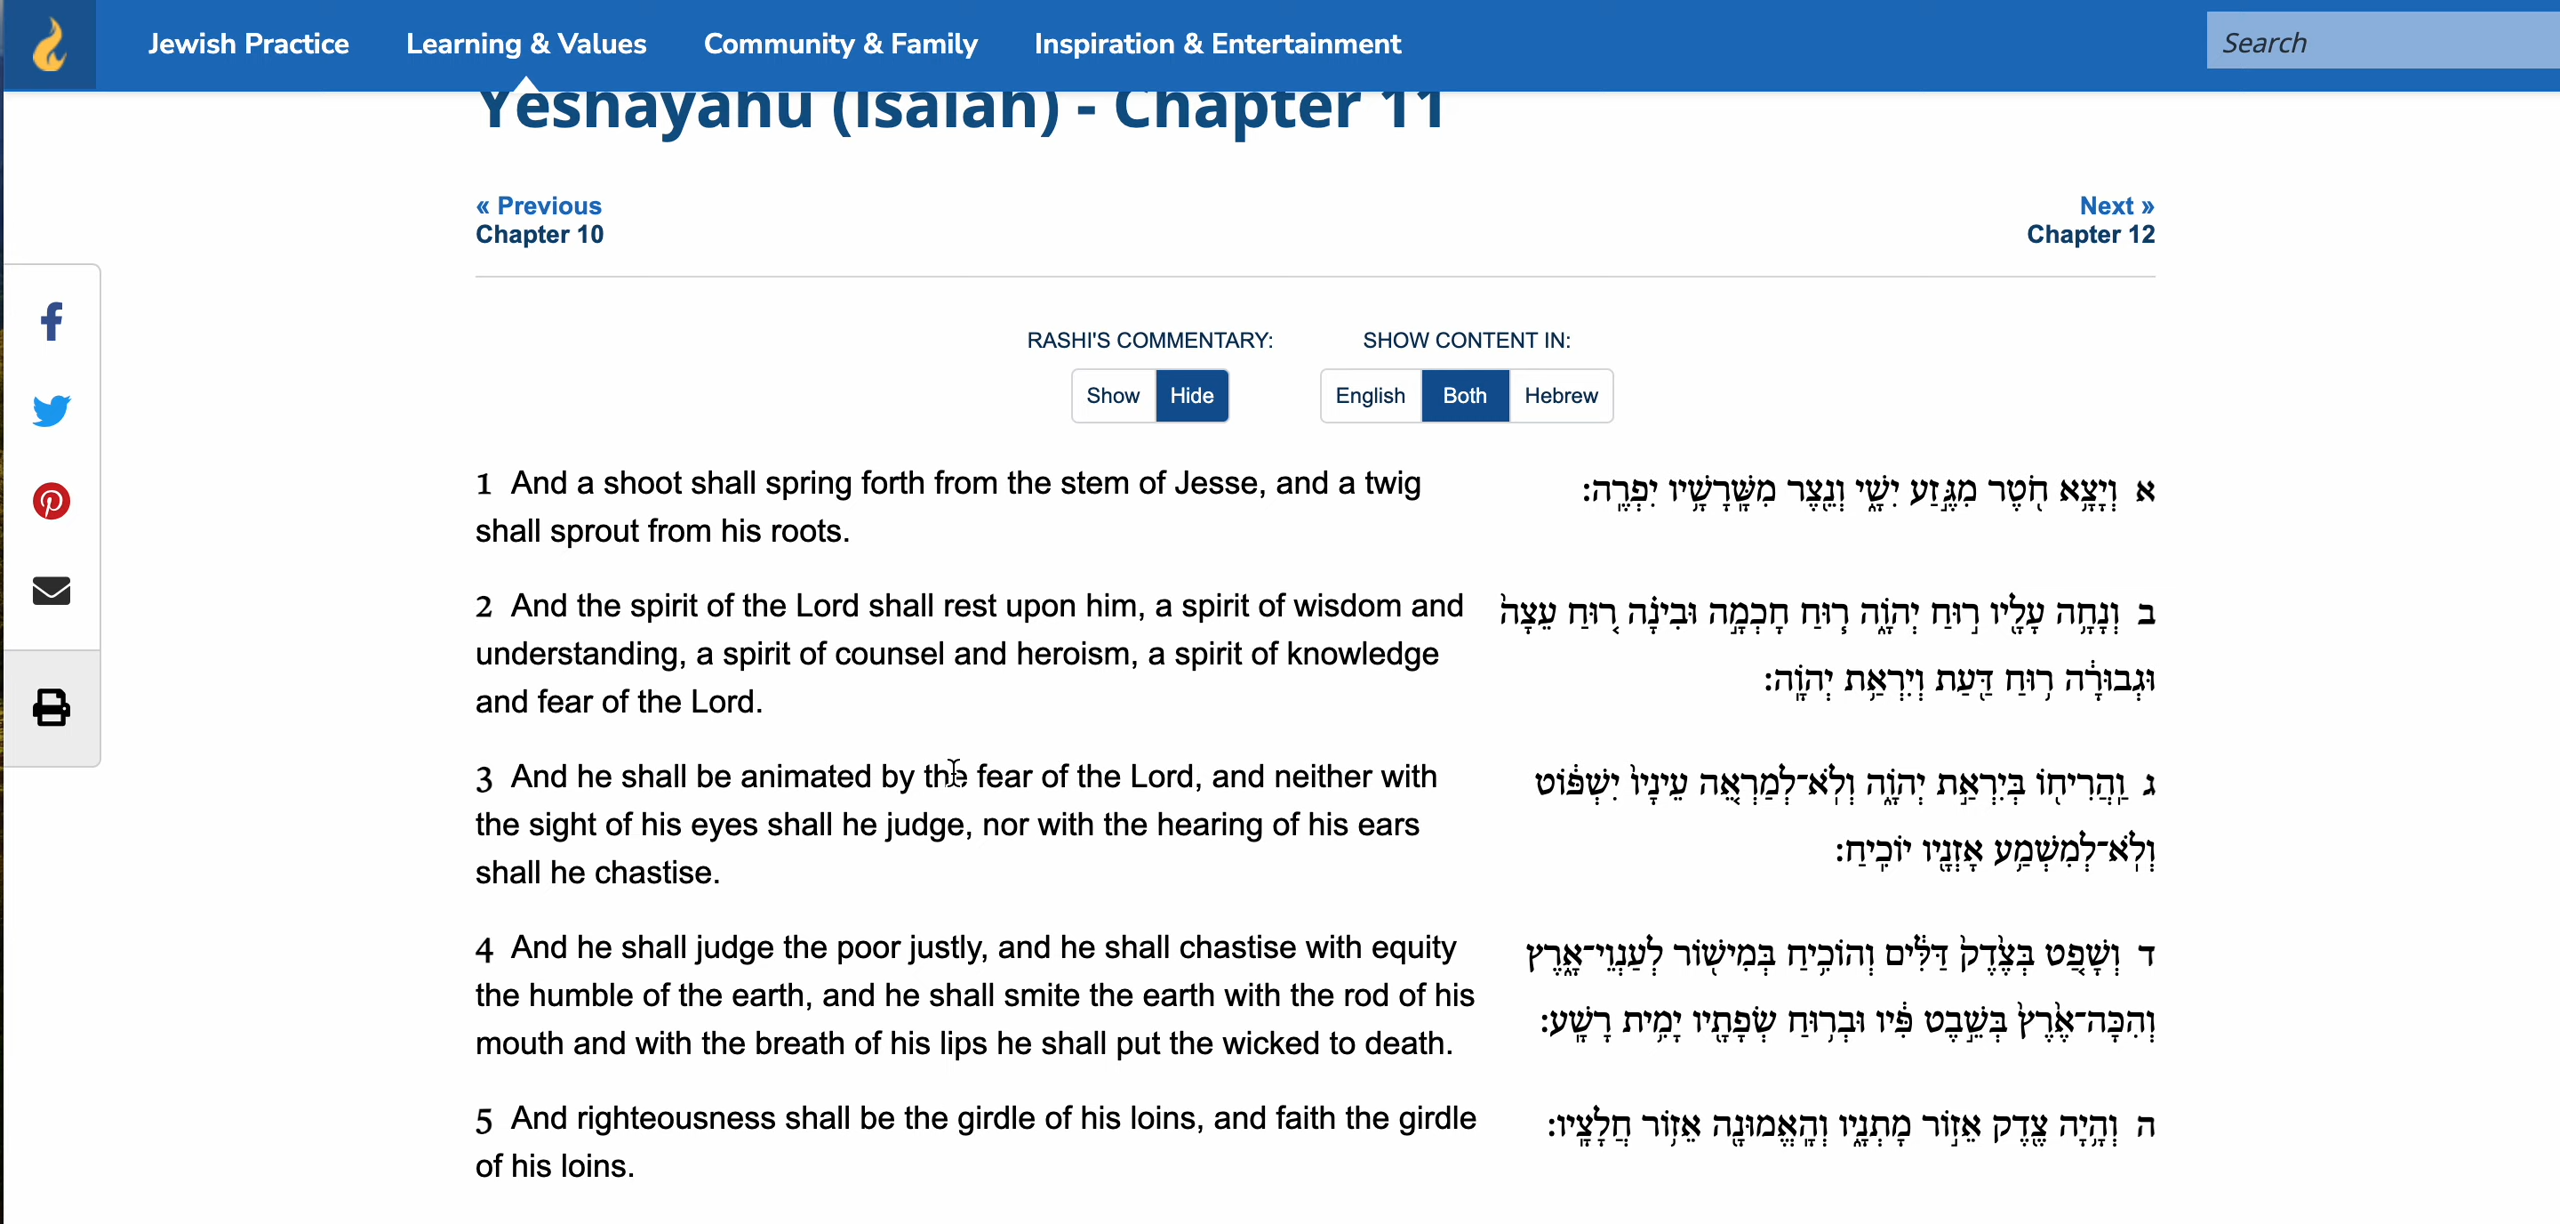 Jewish Practice Learning & Values Community & Family Inspiration & Entertainment Search
Yeshayahu (Isaiah) - Chapter 11
« Previous
Chapter 10
Next »
Chapter 12
RASHI'S COMMENTARY:
Show Hide
SHOW CONTENT IN:
English Both Hebrew
1 And a shoot shall spring forth from the stem of Jesse, and a twig
shall sprout from his roots.
א וְיָצָ֥א חֹ֖טֶר מִגֵּ֣זַע יִשָׁ֑י וְנֵ֖צֶר מִשָּׁרָשָׁ֥יו יִפְרֶֽה:
2 And the spirit of the Lord shall rest upon him, a spirit of wisdom and
understanding, a spirit of counsel and heroism, a spirit of knowledge
and fear of the Lord.
ב וְנָחָ֥ה עָלָ֖יו ר֣וּחַ יְהֹוָ֑ה ר֧וּחַ חָכְמָ֣ה וּבִינָ֗ה ר֚וּחַ עֵצָה֙
וּגְבוּרָ֔ה ר֥וּחַ דַּ֖עַת וְיִרְאַ֥ת יְהֹוָֽה:
3 And he shall be animated by the fear of the Lord, and neither with
the sight of his eyes shall he judge, nor with the hearing of his ears
shall he chastise.
ג וַֽהֲרִיח֖וֹ בְּיִרְאַ֣ת יְהֹוָ֑ה וְלֹֽא־לְמַרְאֵ֚ה עֵינָיו֙ יִשְׁפּ֔וֹט
וְלֹֽא־לְמִשְׁמַ֥ע אָזְנָ֖יו יוֹכִֽיחַ:
4 And he shall judge the poor justly, and he shall chastise with equity
the humble of the earth, and he shall smite the earth with the rod of his
mouth and with the breath of his lips he shall put the wicked to death.
ד וְשָׁפַ֚ט בְּצֶ֙דֶק֙ דַּלִּ֔ים וְהוֹכִ֥יחַ בְּמִישׁ֖וֹר לְעַנְוֵי־אָ֑רֶץ
וְהִכָּה־אֶ֙רֶץ֙ בְּשֵׁ֣בֶט פִּ֔יו וּבְר֥וּחַ שְׂפָתָ֖יו יָמִ֥ית רָשָֽׁע:
5 And righteousness shall be the girdle of his loins, and faith the girdle
of his loins.
ה וְהָ֥יָה צֶ֖דֶק אֵז֣וֹר מָתְנָ֑יו וְהָֽאֱמוּנָ֖ה אֵז֥וֹר חֲלָצָֽיו: